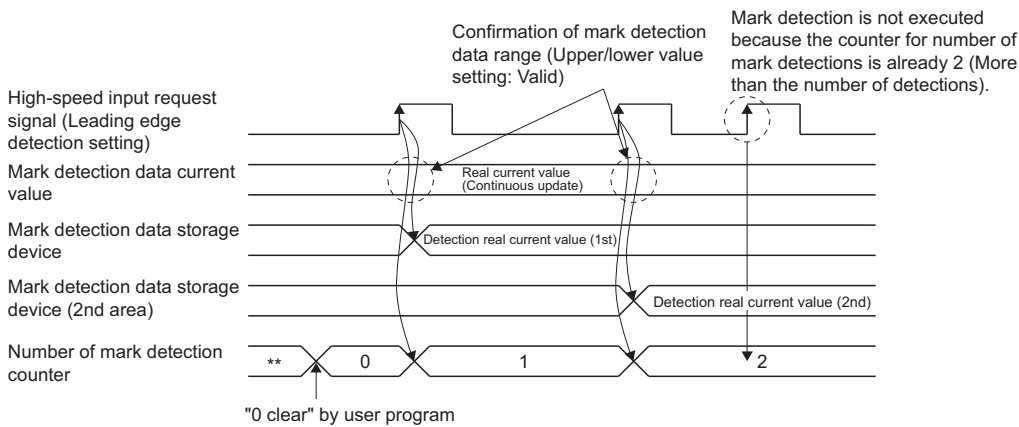 Confirmation of mark detection
data range (Upper/lower value
setting: Valid)
Mark detection is not executed
because the counter for number of
mark detections is already 2 (More
than the number of detections).
High-speed input request
signal (Leading edge
detection setting)
Mark detection data current
value
Real current value
(Continuous update)
Mark detection data storage
device
Detection real current value (1st)
Mark detection data storage
device (2nd area)
Detection real current value (2nd)
Number of mark detection
counter
** 0 1 2
"0 clear" by user program